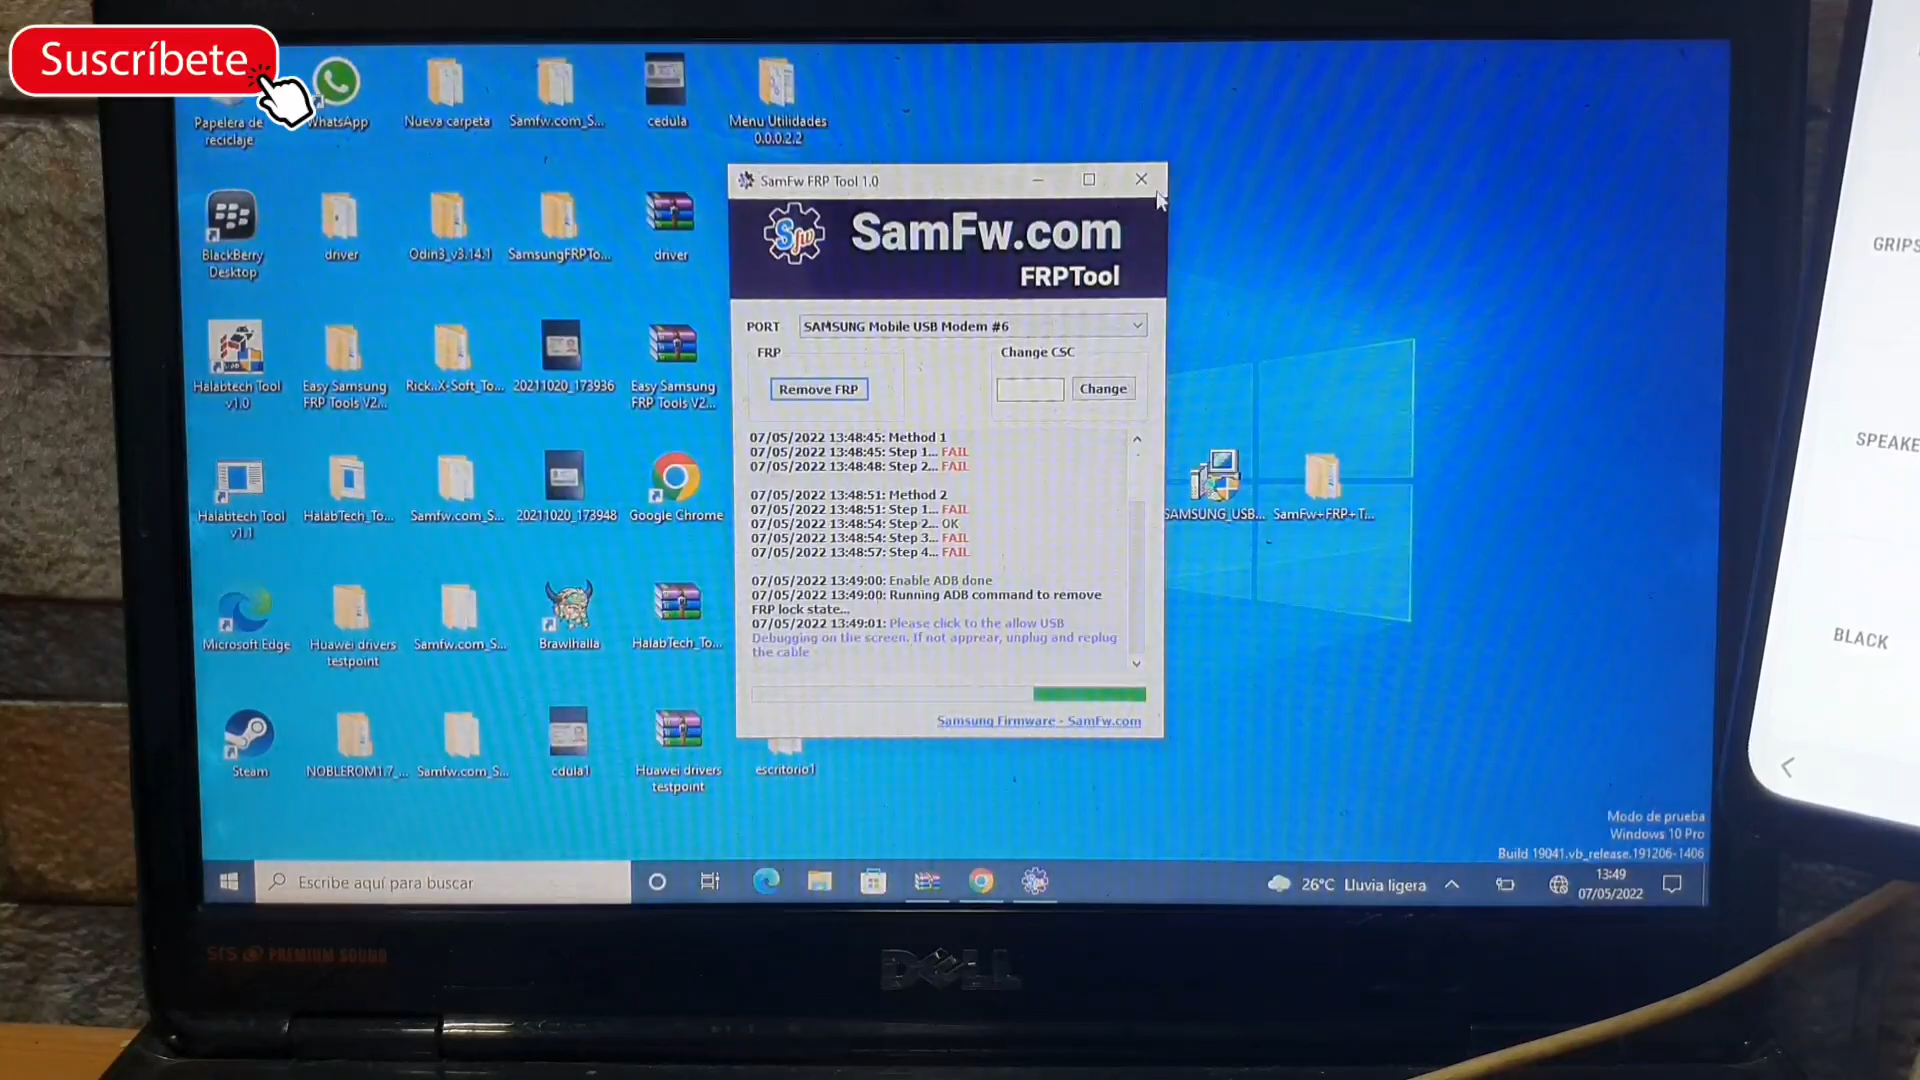 Suscríbete
Papelera de
reciclaje
WhatsApp
Nueva carpeta
Samfw.com_S...
cedula
Menu Utilidades
0.0.0.2.2
BlackBerry
Desktop
driver
Odin3_v3.14.1
SamsungFRPTo...
driver
Halabtech Tool
v1.0
Easy Samsung
FRP Tools V2...
Rick..X-Soft_To...
20211020_173936
Easy Samsung
FRP Tools V2...
Halabtech Tool
v1.1
HalabTech_To...
Samfw.com_S...
20211020_173948
Google Chrome
Microsoft Edge
Huawei drivers
testpoint
Samfw.com_S...
Brawlhalla
HalabTech_To...
Steam
NOBLEROM1.7_...
Samfw.com_S...
cdula1
Huawei drivers
testpoint
escritorio1
SamFw FRP Tool 1.0
Sfw
SamFw.com
FRPTool
PORT
SAMSUNG Mobile USB Modem #6
FRP
Change CSC
Remove FRP
Change
07/05/2022 13:48:45: Method 1
07/05/2022 13:48:45: Step 1... FAIL
07/05/2022 13:48:48: Step 2... FAIL
07/05/2022 13:48:51: Method 2
07/05/2022 13:48:51: Step 1... FAIL
07/05/2022 13:48:54: Step 2... OK
07/05/2022 13:48:54: Step 3... FAIL
07/05/2022 13:48:57: Step 4... FAIL
07/05/2022 13:49:00: Enable ADB done
07/05/2022 13:49:00: Running ADB command to remove
FRP lock state...
07/05/2022 13:49:01: Please click to the allow USB
Debugging on the screen. If not apprear, unplug and replug
the cable
Samsung Firmware - SamFw.com
SAMSUNG_USB...
SamFw+FRP+T...
Modo de prueba
Windows 10 Pro
Build 19041.vb_release.191206-1406
Escribe aquí para buscar
26°C Lluvia ligera
13:49
07/05/2022
SRS PREMIUM SOUND
DELL
GRIPS
SPEAKE
BLACK